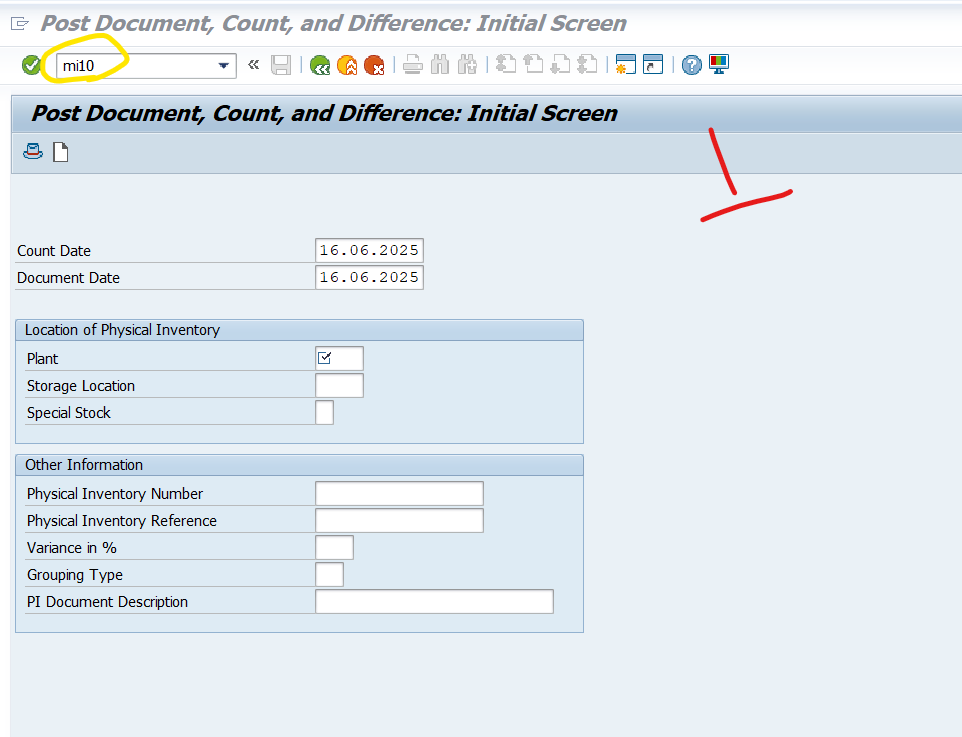 Post Document, Count, and Difference: Initial Screen
mi10
Post Document, Count, and Difference: Initial Screen
Count Date 16.06.2025
Document Date 16.06.2025
Location of Physical Inventory
Plant
Storage Location
Special Stock
Other Information
Physical Inventory Number
Physical Inventory Reference
Variance in %
Grouping Type
PI Document Description